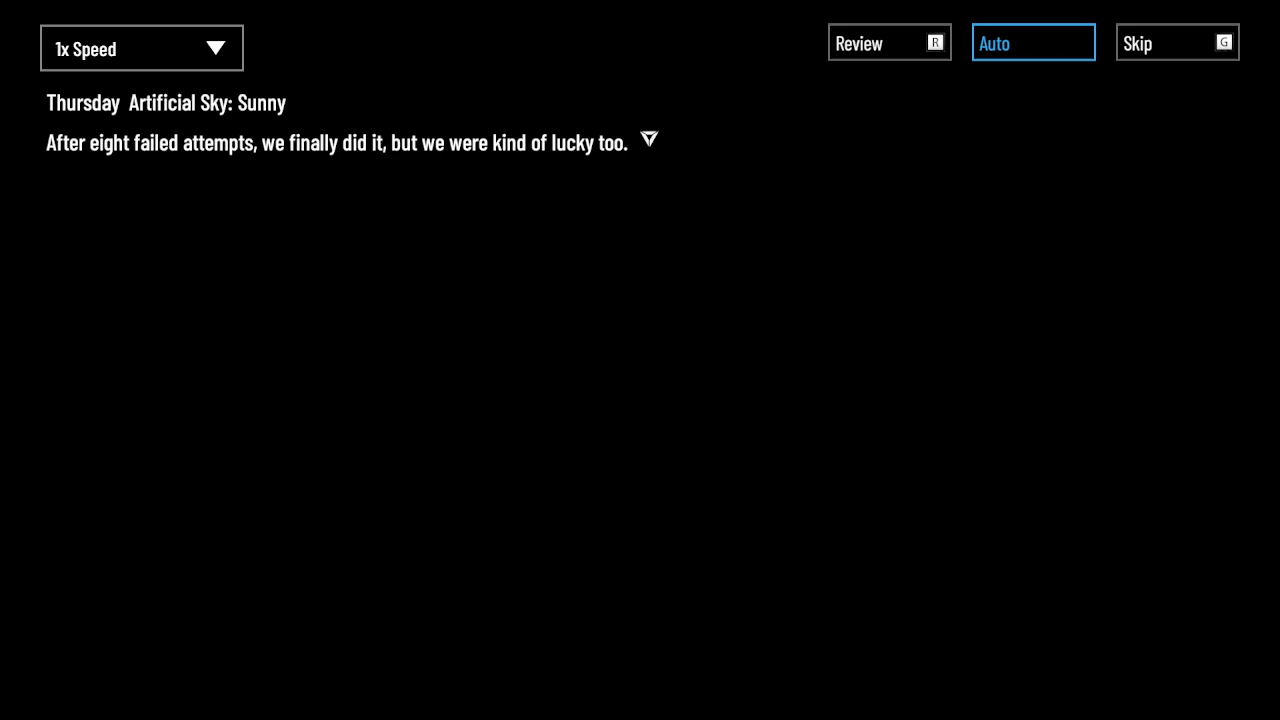 1x Speed
Review R
Auto
Skip G
Thursday  Artificial Sky: Sunny
After eight failed attempts, we finally did it, but we were kind of lucky too.